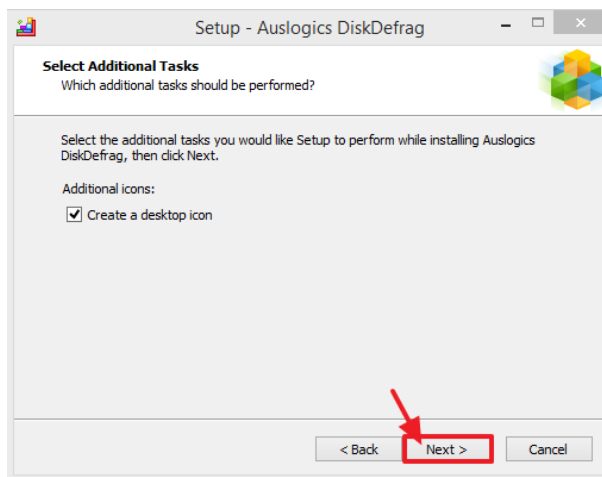 Setup - Auslogics DiskDefrag
Select Additional Tasks
Which additional tasks should be performed?
Select the additional tasks you would like Setup to perform while installing Auslogics
DiskDefrag, then click Next.
Additional icons:
Create a desktop icon
< Back Next > Cancel